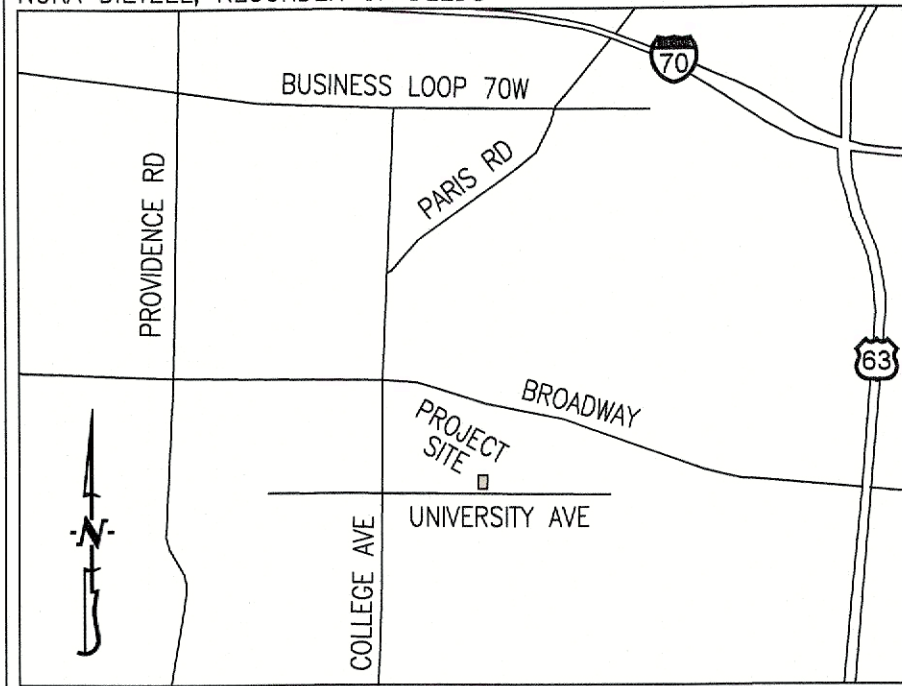 70
BUSINESS LOOP 70W
PARIS RD
PROVIDENCE RD
63
BROADWAY
PROJECT
SITE
N
UNIVERSITY AVE
COLLEGE AVE